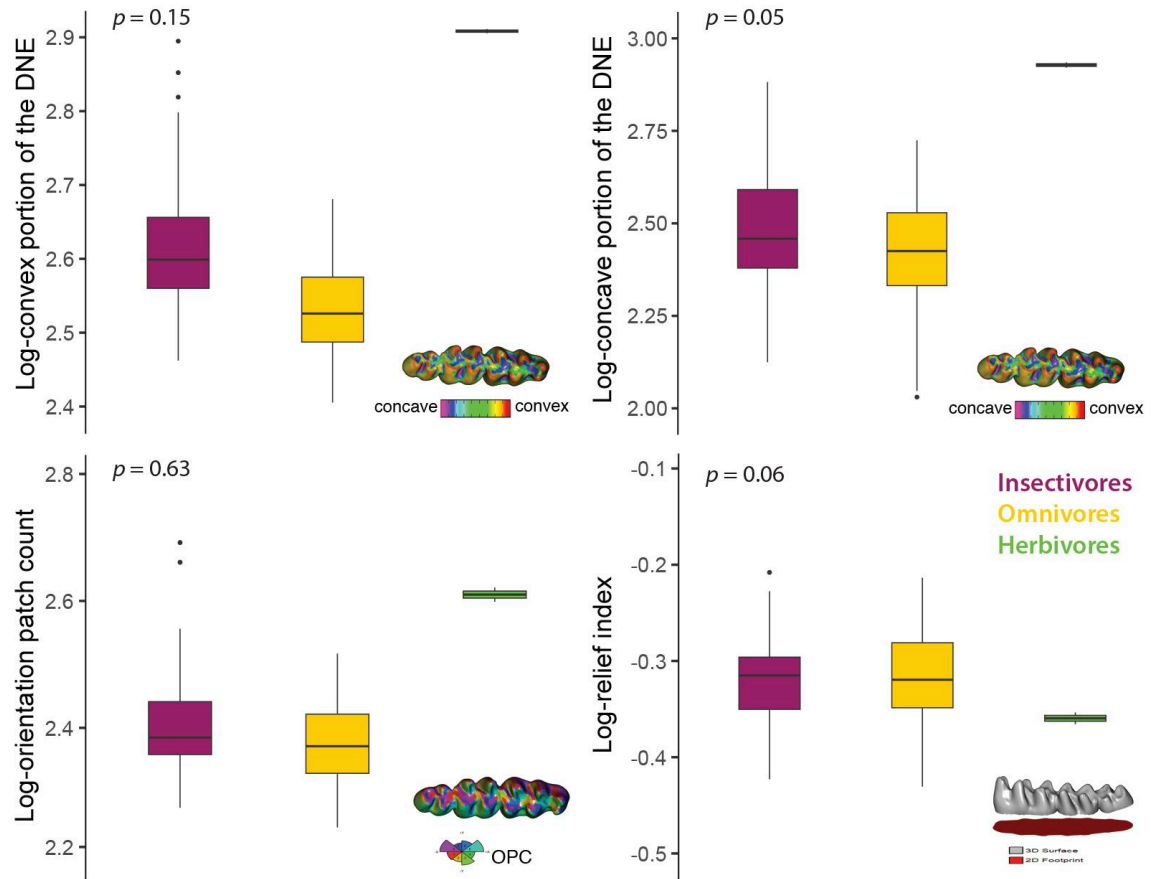 p = 0.15
Log-convex portion of the DNE
2.9
2.8
2.7
2.6
2.5
2.4
concave convex
p = 0.05
Log-concave portion of the DNE
3.00
2.75
2.50
2.25
2.00
concave convex
p = 0.63
Log-orientation patch count
2.8
2.6
2.4
2.2
OPC
p = 0.06
Log-relief index
-0.1
-0.2
-0.3
-0.4
-0.5
Insectivores
Omnivores
Herbivores
3D Surface
2D Footprint